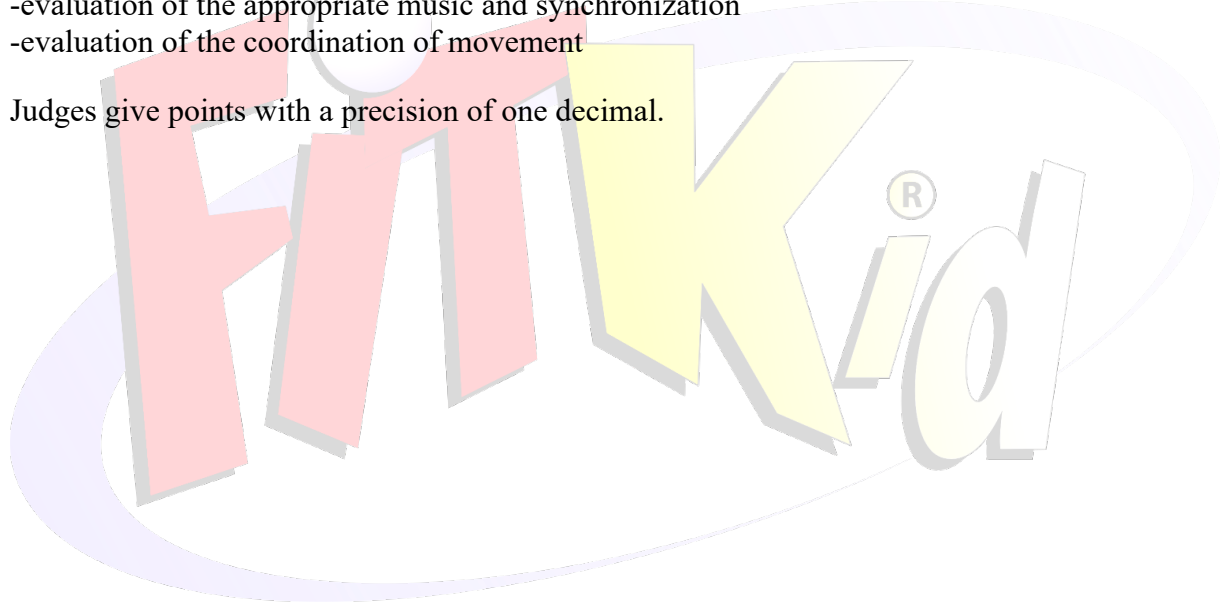 -evaluation of the appropriate music and synchronization
-evaluation of the coordination of movement
Judges give points with a precision of one decimal.
FiTKid
®